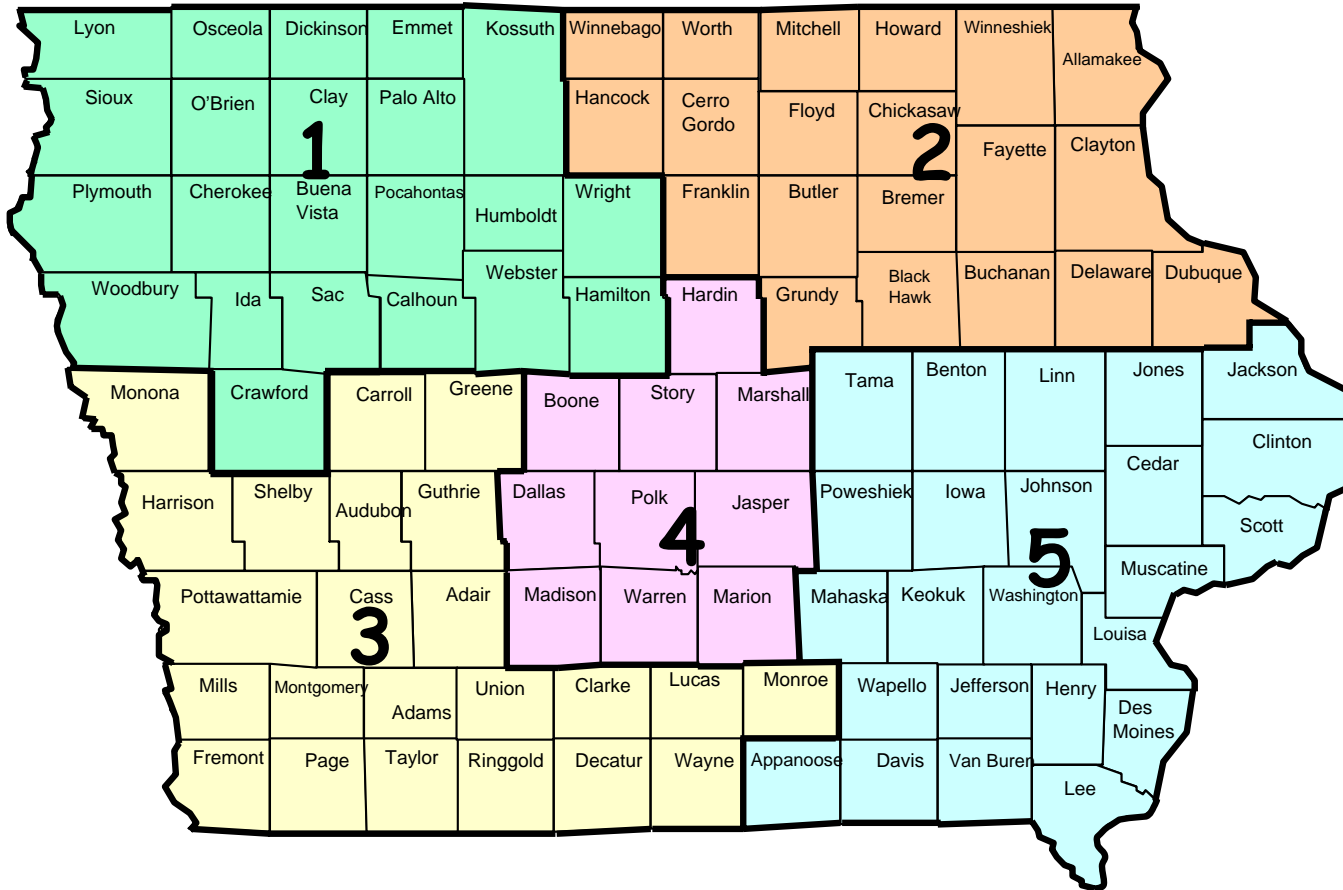 Lyon
Osceola
Dickinson
Emmet
Kossuth
Winnebago
Worth
Mitchell
Howard
Winneshiek
Allamakee
Sioux
O'Brien
Clay
Palo Alto
Hancock
Cerro
Gordo
Floyd
Chickasaw
Fayette
Clayton
1
2
Plymouth
Cherokee
Buena
Vista
Pocahontas
Humboldt
Wright
Franklin
Butler
Bremer
Woodbury
Ida
Sac
Calhoun
Webster
Hamilton
Hardin
Grundy
Black
Hawk
Buchanan
Delaware
Dubuque
Monona
Crawford
Carroll
Greene
Boone
Story
Marshall
Tama
Benton
Linn
Jones
Jackson
Clinton
Harrison
Shelby
Audubon
Guthrie
Dallas
Polk
Jasper
Poweshiek
Iowa
Johnson
Cedar
Scott
4
5
Muscatine
Pottawattamie
Cass
Adair
Madison
Warren
Marion
Mahaska
Keokuk
Washington
Louisa
3
Mills
Montgomery
Adams
Union
Clarke
Lucas
Monroe
Wapello
Jefferson
Henry
Des
Moines
Fremont
Page
Taylor
Ringgold
Decatur
Wayne
Appanoose
Davis
Van Buren
Lee